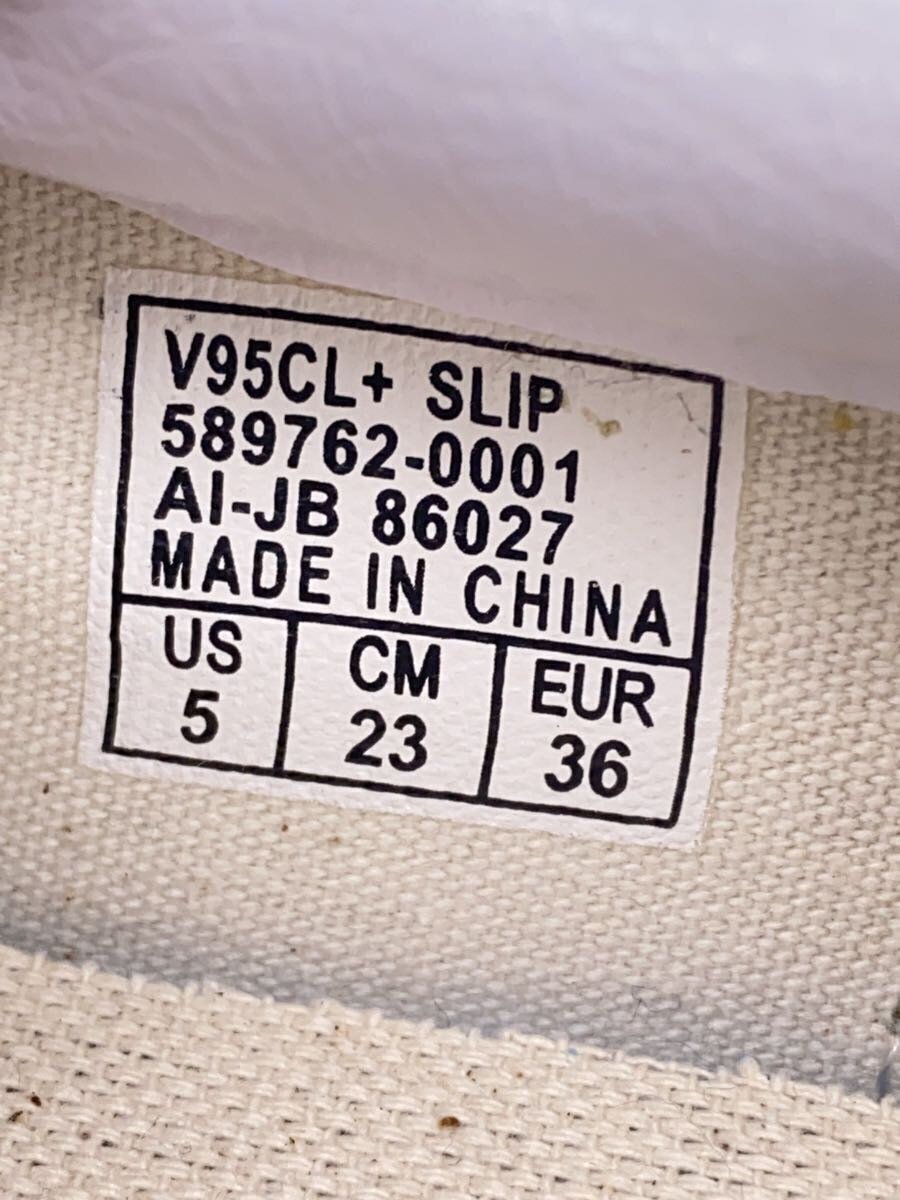 V95CL+ SLIP
589762-0001
AI-JB 86027
MADE IN CHINA
US CM EUR
5 23 36